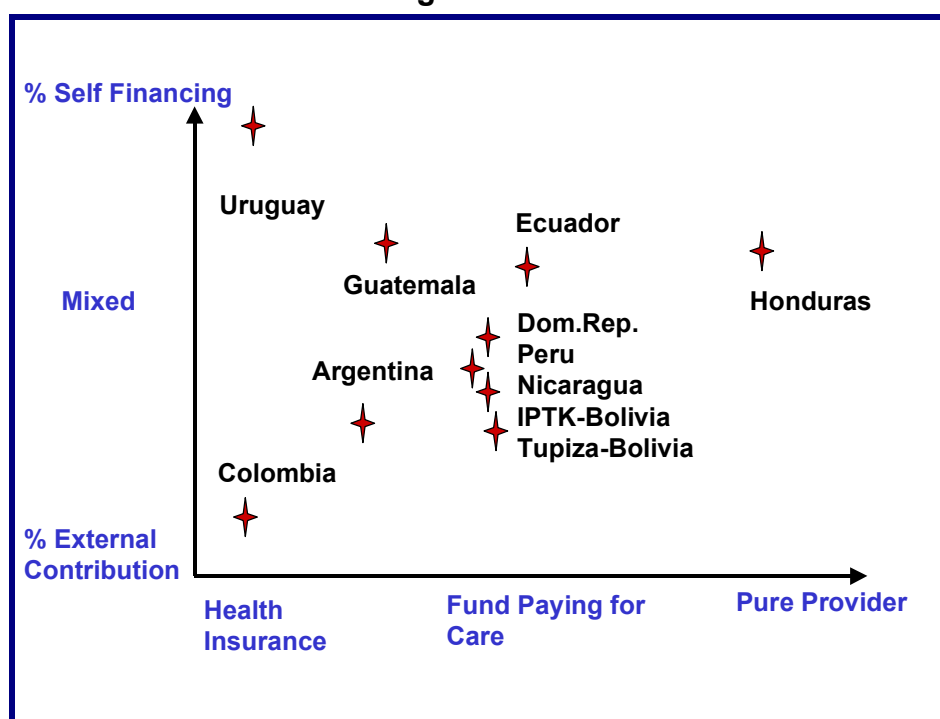 % Self Financing
Uruguay
Ecuador
Guatemala
Mixed
Honduras
Dom.Rep.
Peru
Argentina
Nicaragua
IPTK-Bolivia
Tupiza-Bolivia
Colombia
% External
Contribution
Health
Insurance
Fund Paying for
Care
Pure Provider